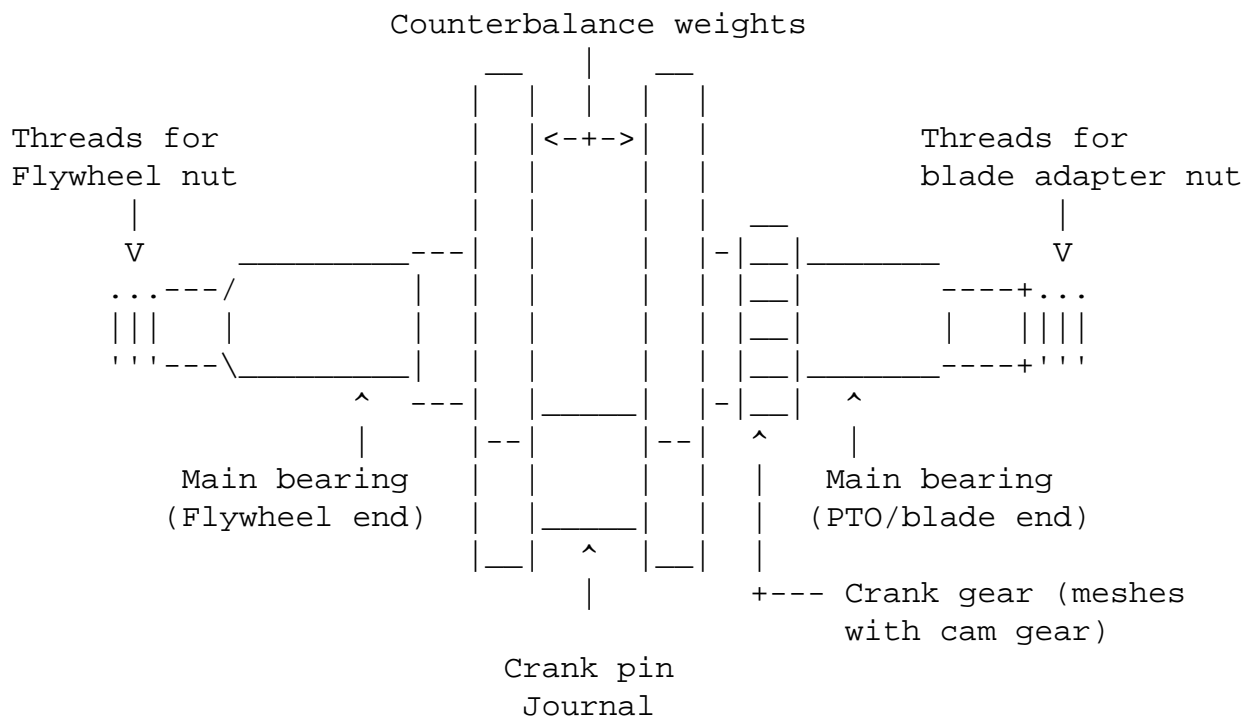 Counterbalance weights
Threads for
Flywheel nut
Threads for
blade adapter nut
Main bearing
(Flywheel end)
Main bearing
(PTO/blade end)
Crank gear (meshes
with cam gear)
Crank pin
Journal